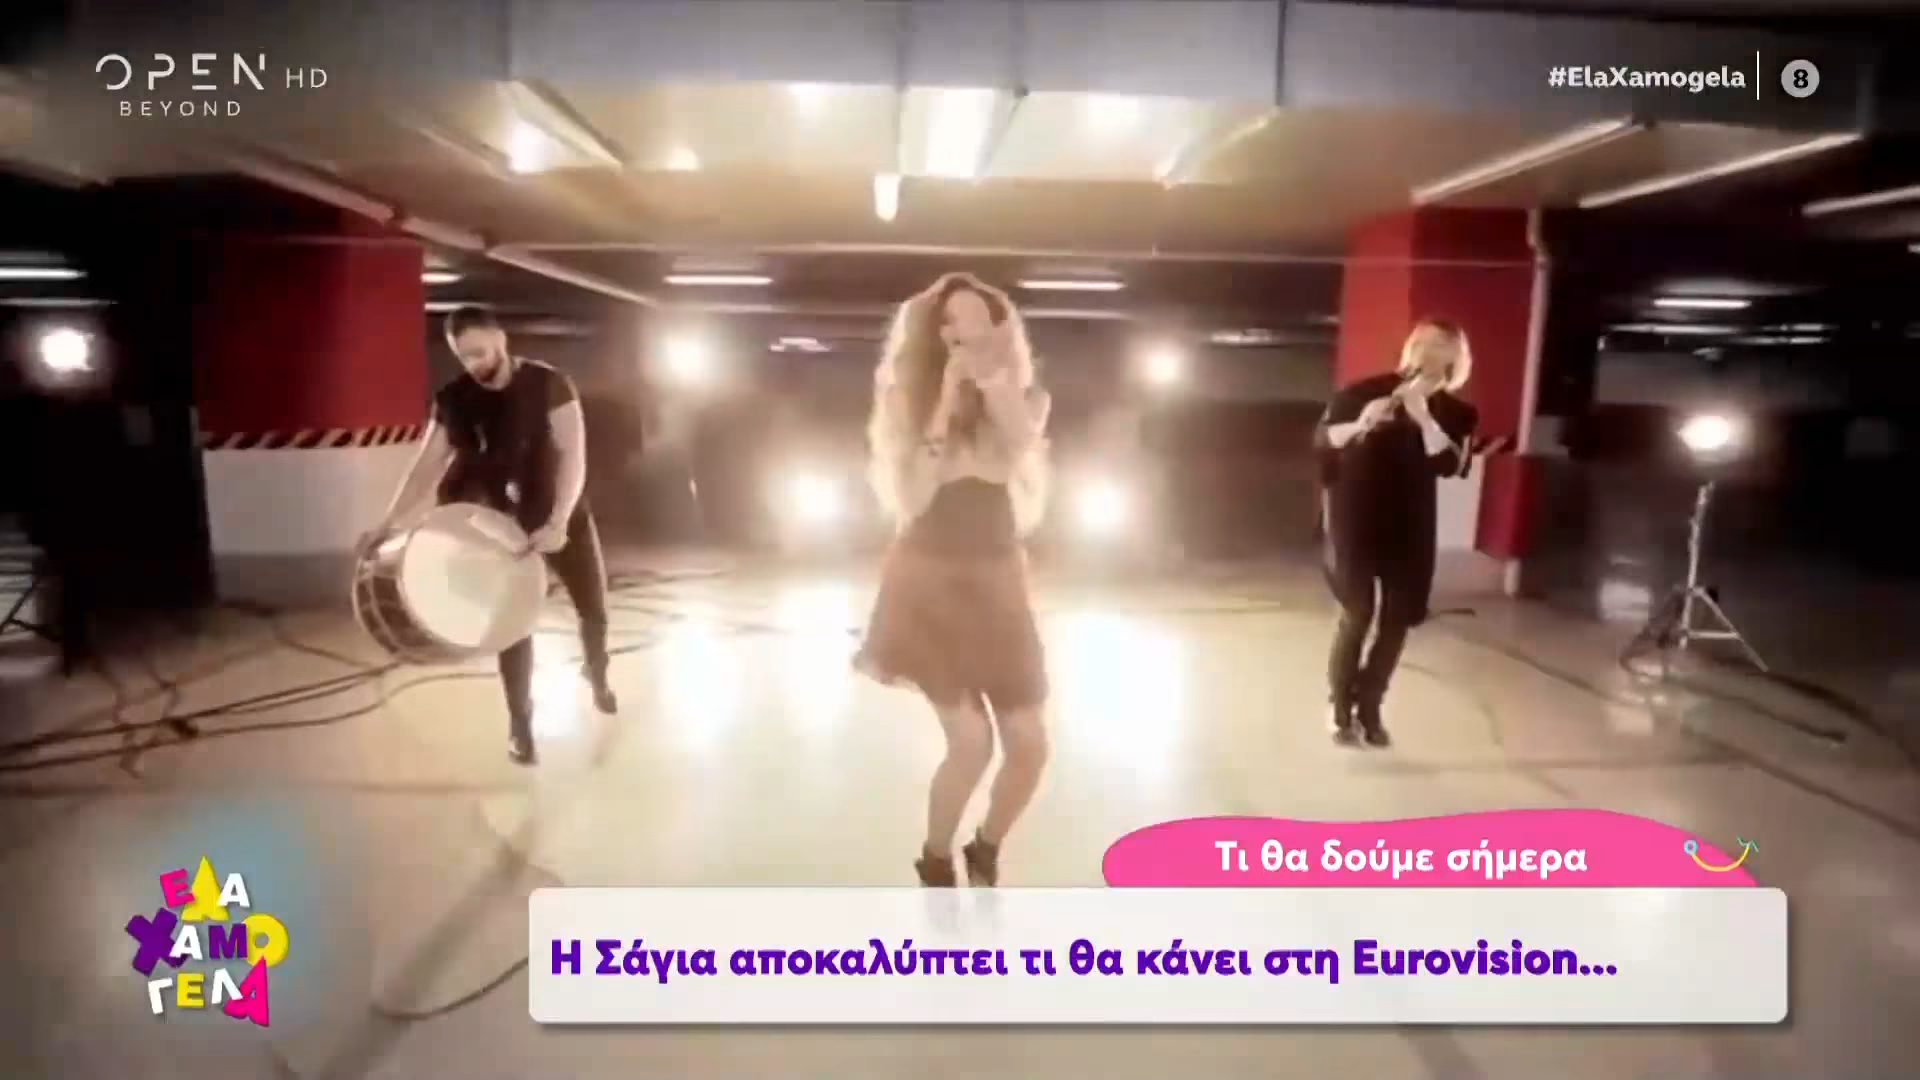 OPEN HD
BEYOND
#ElaXamogela
8
Τι θα δούμε σήμερα
Η Σάγια αποκαλύπτει τι θα κάνει στη Eurovision...
ΕΛΑ
ΧΑΜΟ
ΓΕΛΑ